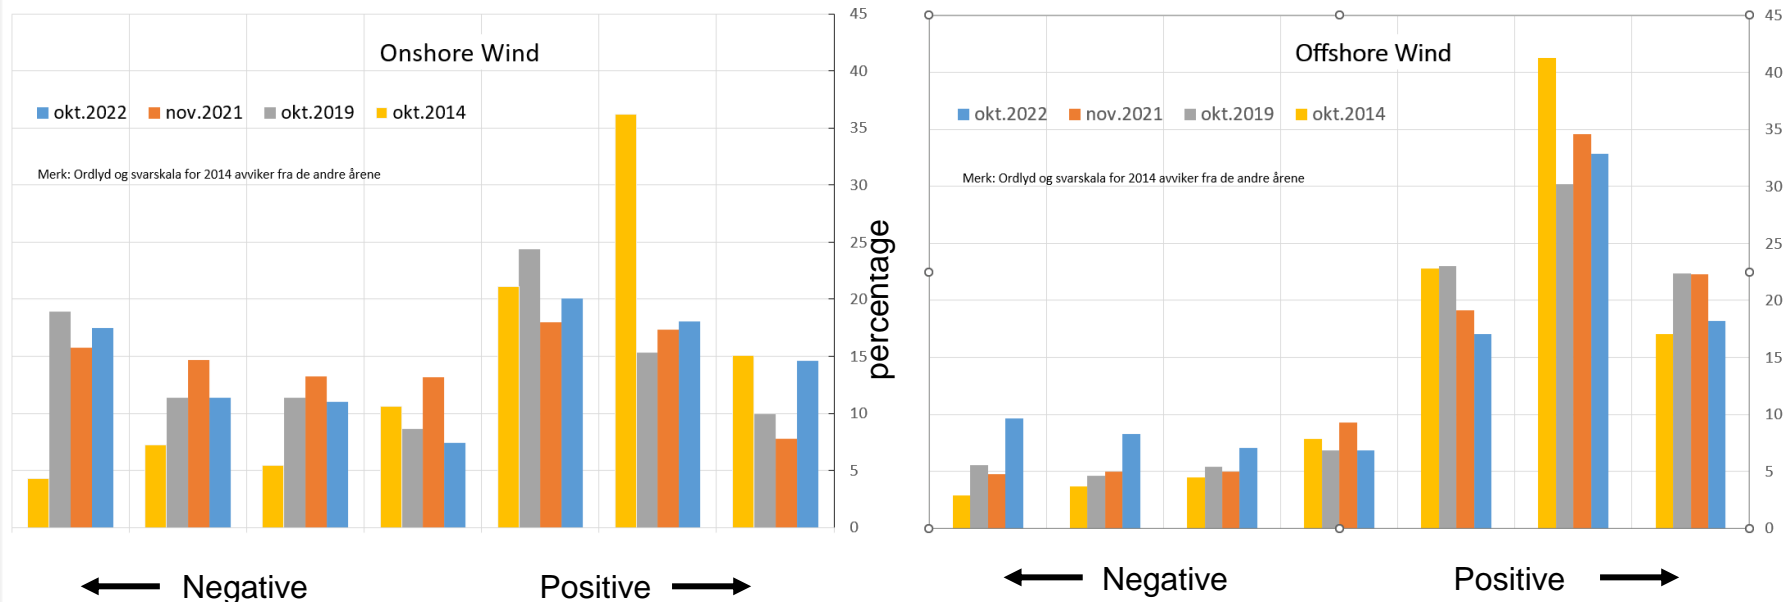 Onshore Wind
okt.2022 nov.2021 okt.2019 okt.2014
Merk: Ordlyd og svarskala for 2014 avviker fra de andre årene
45
40
35
30
25
20
15
10
5
0
percentage
Negative Positive
Offshore Wind
okt.2022 nov.2021 okt.2019 okt.2014
Merk: Ordlyd og svarskala for 2014 avviker fra de andre årene
45
40
35
30
25
20
15
10
5
0
Negative Positive